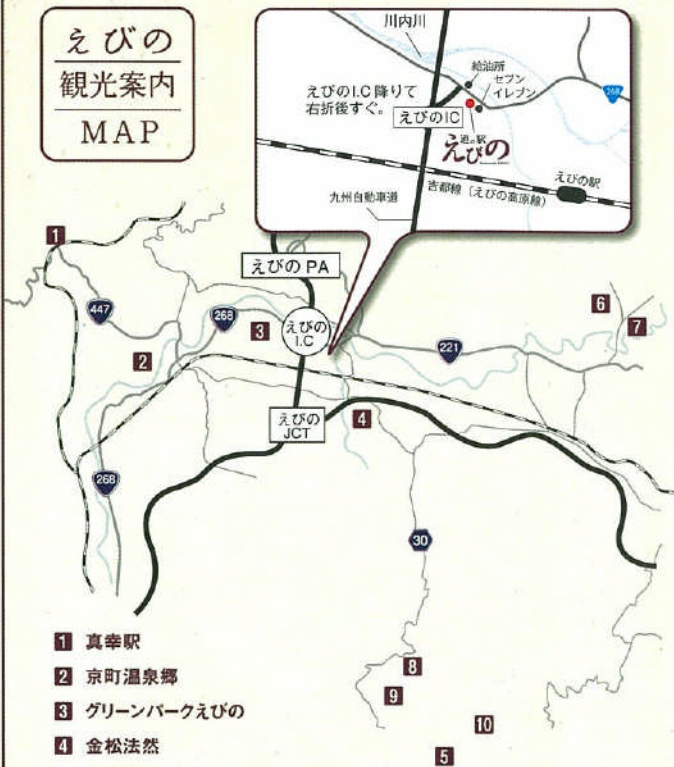 えびの
観光案内
MAP
川内川
給油所
セブン
イレブン
268
えびのI.C 降りて
右折後すぐ。
えびのIC
道の駅
えびの
えびの駅
吉都線（えびの高原線）
九州自動車道
1
えびの PA
447
268
3
えびの
I.C
6
7
2
221
えびの
JCT
4
268
30
8
9
10
5
1 真幸駅
2 京町温泉郷
3 グリーンパークえびの
4 金松法然